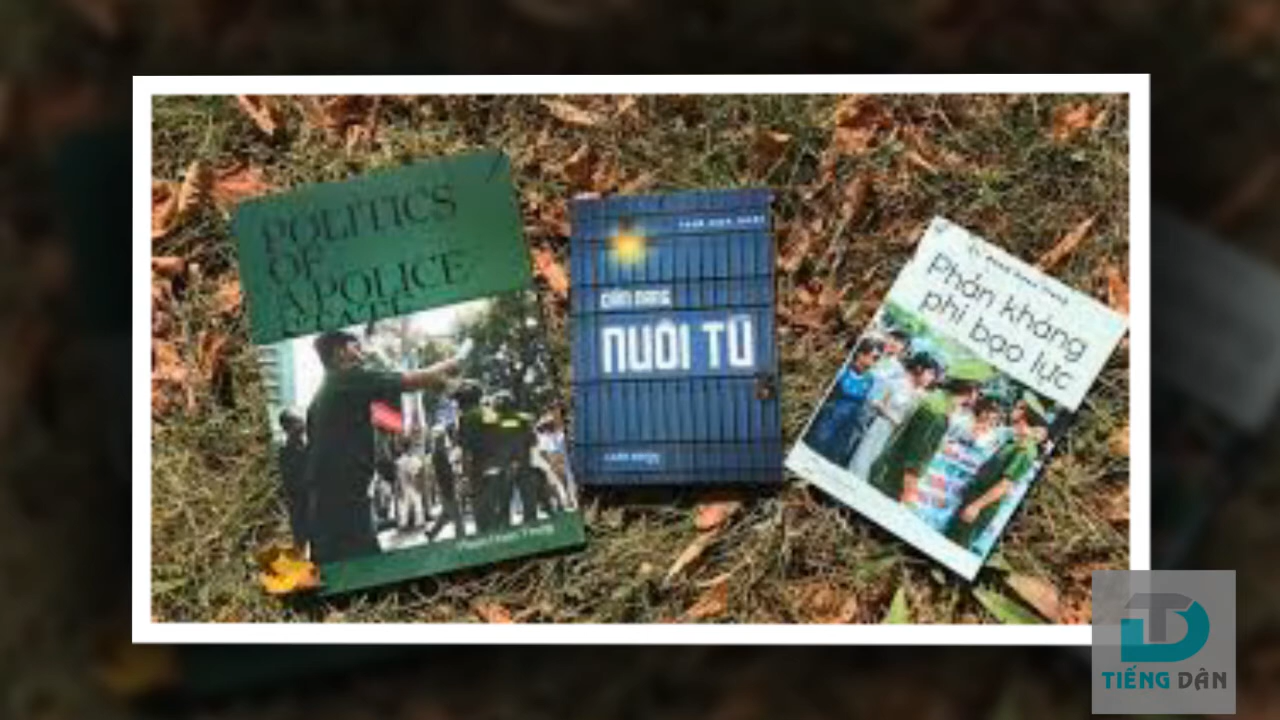 POLITICS
OF
A POLICE
STATE
CẨM NANG
NUÔI TÙ
Phản kháng
phi bạo lực
TIẾNG DÂN